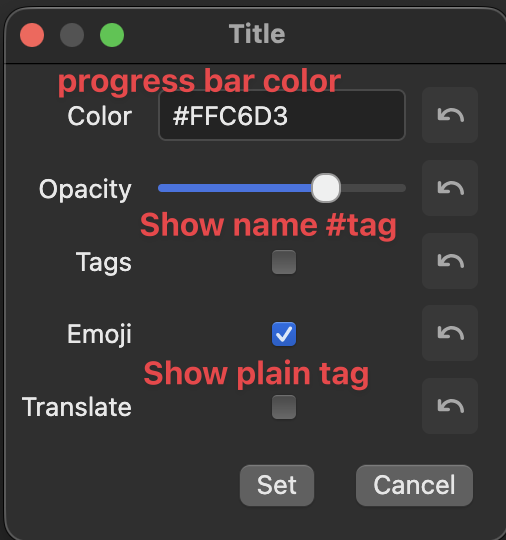 Title
progress bar color
Color #FFC6D3
Opacity
Show name #tag
Tags
Emoji
Show plain tag
Translate
Set Cancel